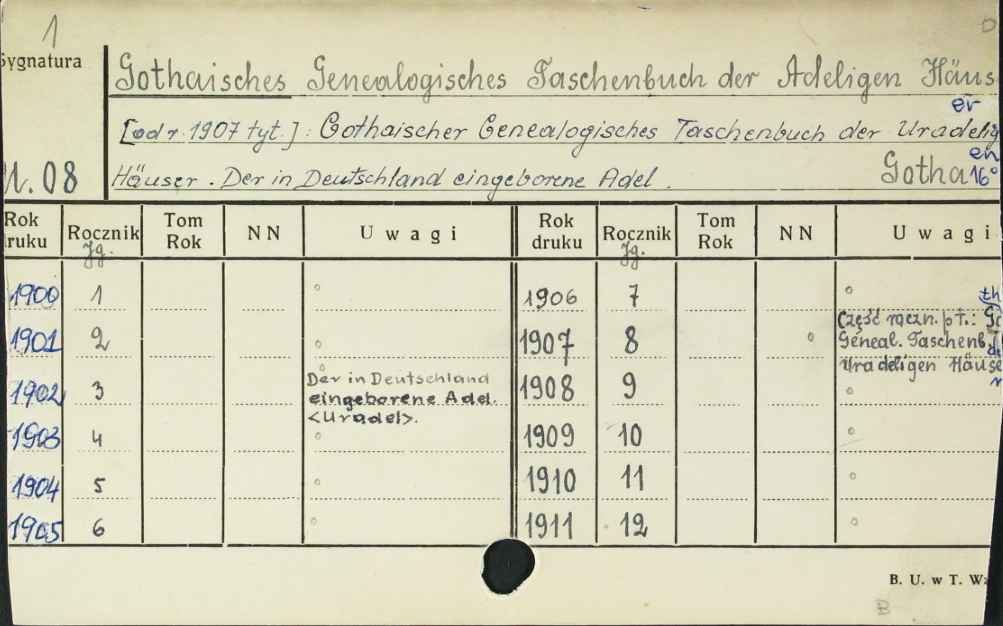 1
Sygnatura
Gothaisches Genealogisches Taschenbuch der Adeligen Häus
er
[od r. 1907 tyt.]: Gothaischer Genealogisches Taschenbuch der Uradelig
en
08
Häuser. Der in Deutschland eingeborene Adel. Gotha 16°
Rok druku Rocznik Jg. Tom Rok NN Uwagi Rok druku Rocznik Jg. Tom Rok NN Uwagi
1900 1 1906 7
1901 2 1907 8 Część roczn. pt.:
Geneal. Taschenb.
Uradeligen Häuse
1902 3 Der in Deutschland 1908 9
eingeborene Adel.
<Uradel>.
1903 4 1909 10
1904 5 1910 11
1905 6 1911 12
B. U. w T.